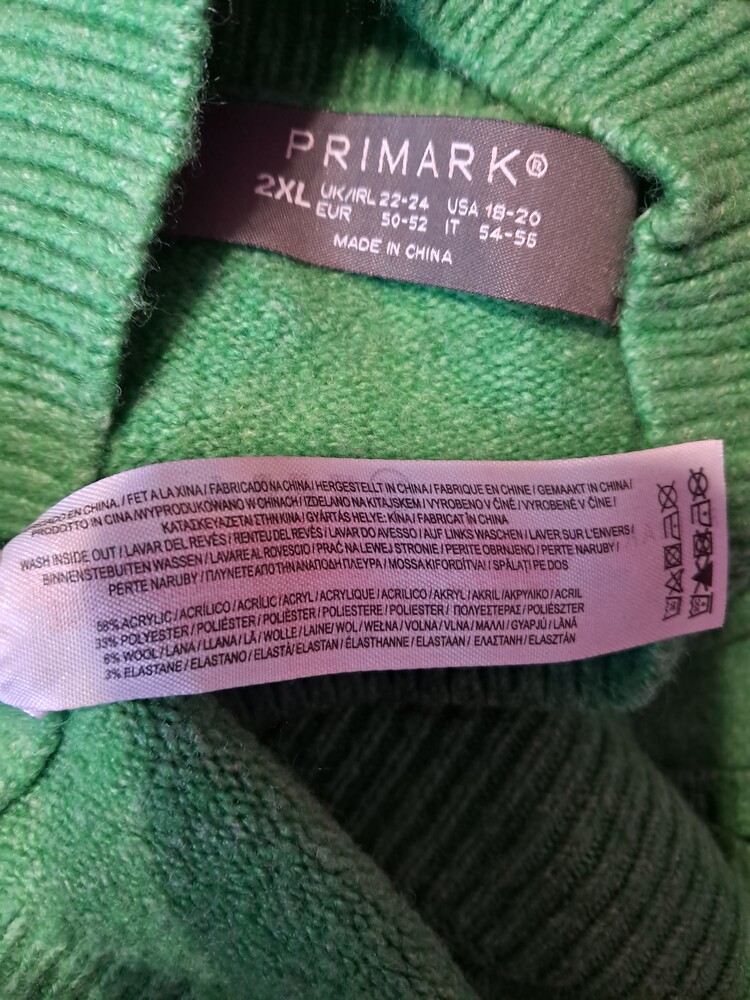 PRIMARK®
2XL UK/IRL 22-24 USA 18-20
EUR 50-52 IT 54-56
MADE IN CHINA
EN CHINA. / FET A LA XINA / FABRICADO NA CHINA / HERGESTELLT IN CHINA / FABRIQUE EN CHINE / GEMAAKT IN CHINA /
PRODOTTO IN CINA /WYPRODUKOWANO W CHINACH / IZDELANO NA KITAJSKEM / VYROBENO V ČÍNĚ / VYROBENÉ V ČÍNE /
ΚΑΤΑΣΚΕΥΑΖΕΤΑΙ ΣΤΗΝ ΚΙΝΑ / GYÁRTÁS HELYE: KÍNA / FABRICAT ÎN CHINA
WASH INSIDE OUT / LAVAR DEL REVÉS / RENTEU DEL REVÉS / LAVAR DO AVESSO / AUF LINKS WASCHEN / LAVER SUR L'ENVERS /
BINNENSTEBUITEN WASSEN / LAVARE AL ROVESCIO / PRAĆ NA LEWEJ STRONIE / PERITE OBRNJENO / PERTE NARUBY /
PERTE NARUBY / ΠΛΥΝΕΤΕ ΑΠΟ ΤΗΝ ΑΝΑΠΟΔΗ ΠΛΕΥΡΑ / MOSSA KIFORDÍTVA! / SPĂLAȚI PE DOS
58% ACRYLIC / ACRÍLICO / ACRÍLIC / ACRYL / ACRYLIQUE / ACRILICO / AKRYL / AKRIL / ΑΚΡΥΛΙΚΟ / ACRIL
33% POLYESTER / POLIÉSTER / POLIÈSTER / POLIESTERE / POLIESTER / ΠΟΛΥΕΣΤΕΡΑΣ / POLIÉSZTER
6% WOOL / LANA / LLANA / LÃ / WOLLE / LAINE/ WOL / WEŁNA / VOLNA / VLNA / ΜΑΛΛΙ / GYAPJÚ / LÂNĂ
3% ELASTANE / ELASTANO / ELASTÀ / ELASTAN / ÉLASTHANNE / ELASTAAN / ΕΛΑΣΤΑΝΗ / ELASZTÁN